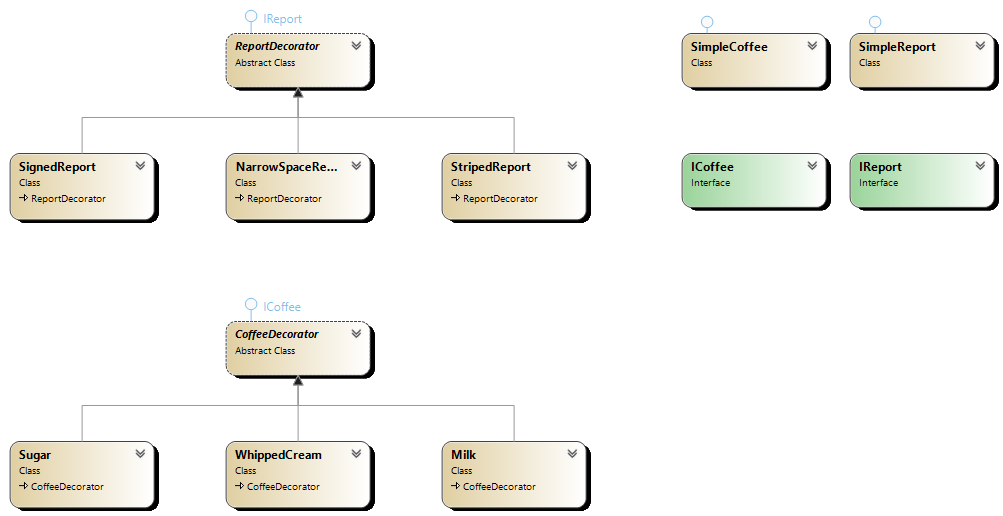 IReport
ReportDecorator
Abstract Class
SimpleCoffee
Class
SimpleReport
Class
SignedReport
Class
ReportDecorator
NarrowSpaceRe...
Class
ReportDecorator
StripedReport
Class
ReportDecorator
ICoffee
Interface
IReport
Interface
ICoffee
CoffeeDecorator
Abstract Class
Sugar
Class
CoffeeDecorator
WhippedCream
Class
CoffeeDecorator
Milk
Class
CoffeeDecorator